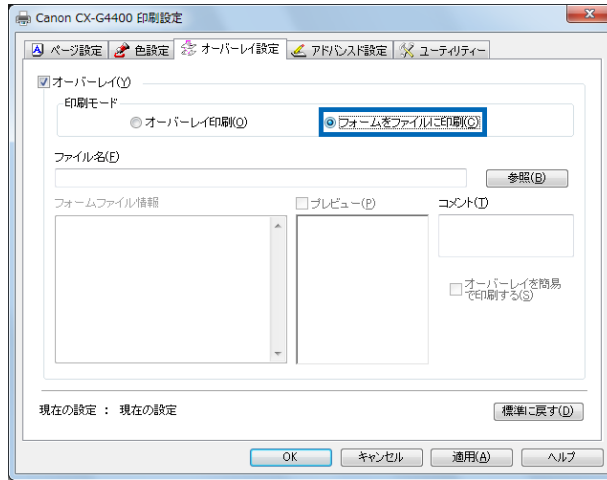 Canon CX-G4400 印刷設定
ページ設定 色設定 オーバーレイ設定 アドバンスド設定 ユーティリティー
オーバーレイ(Y)
印刷モード
オーバーレイ印刷(O) フォームをファイルに印刷(C)
ファイル名(F)
参照(B)
フォームファイル情報 プレビュー(P) コメント(T)
オーバーレイを簡易
で印刷する(S)
現在の設定 : 現在の設定 標準に戻す(D)
OK キャンセル 適用(A) ヘルプ